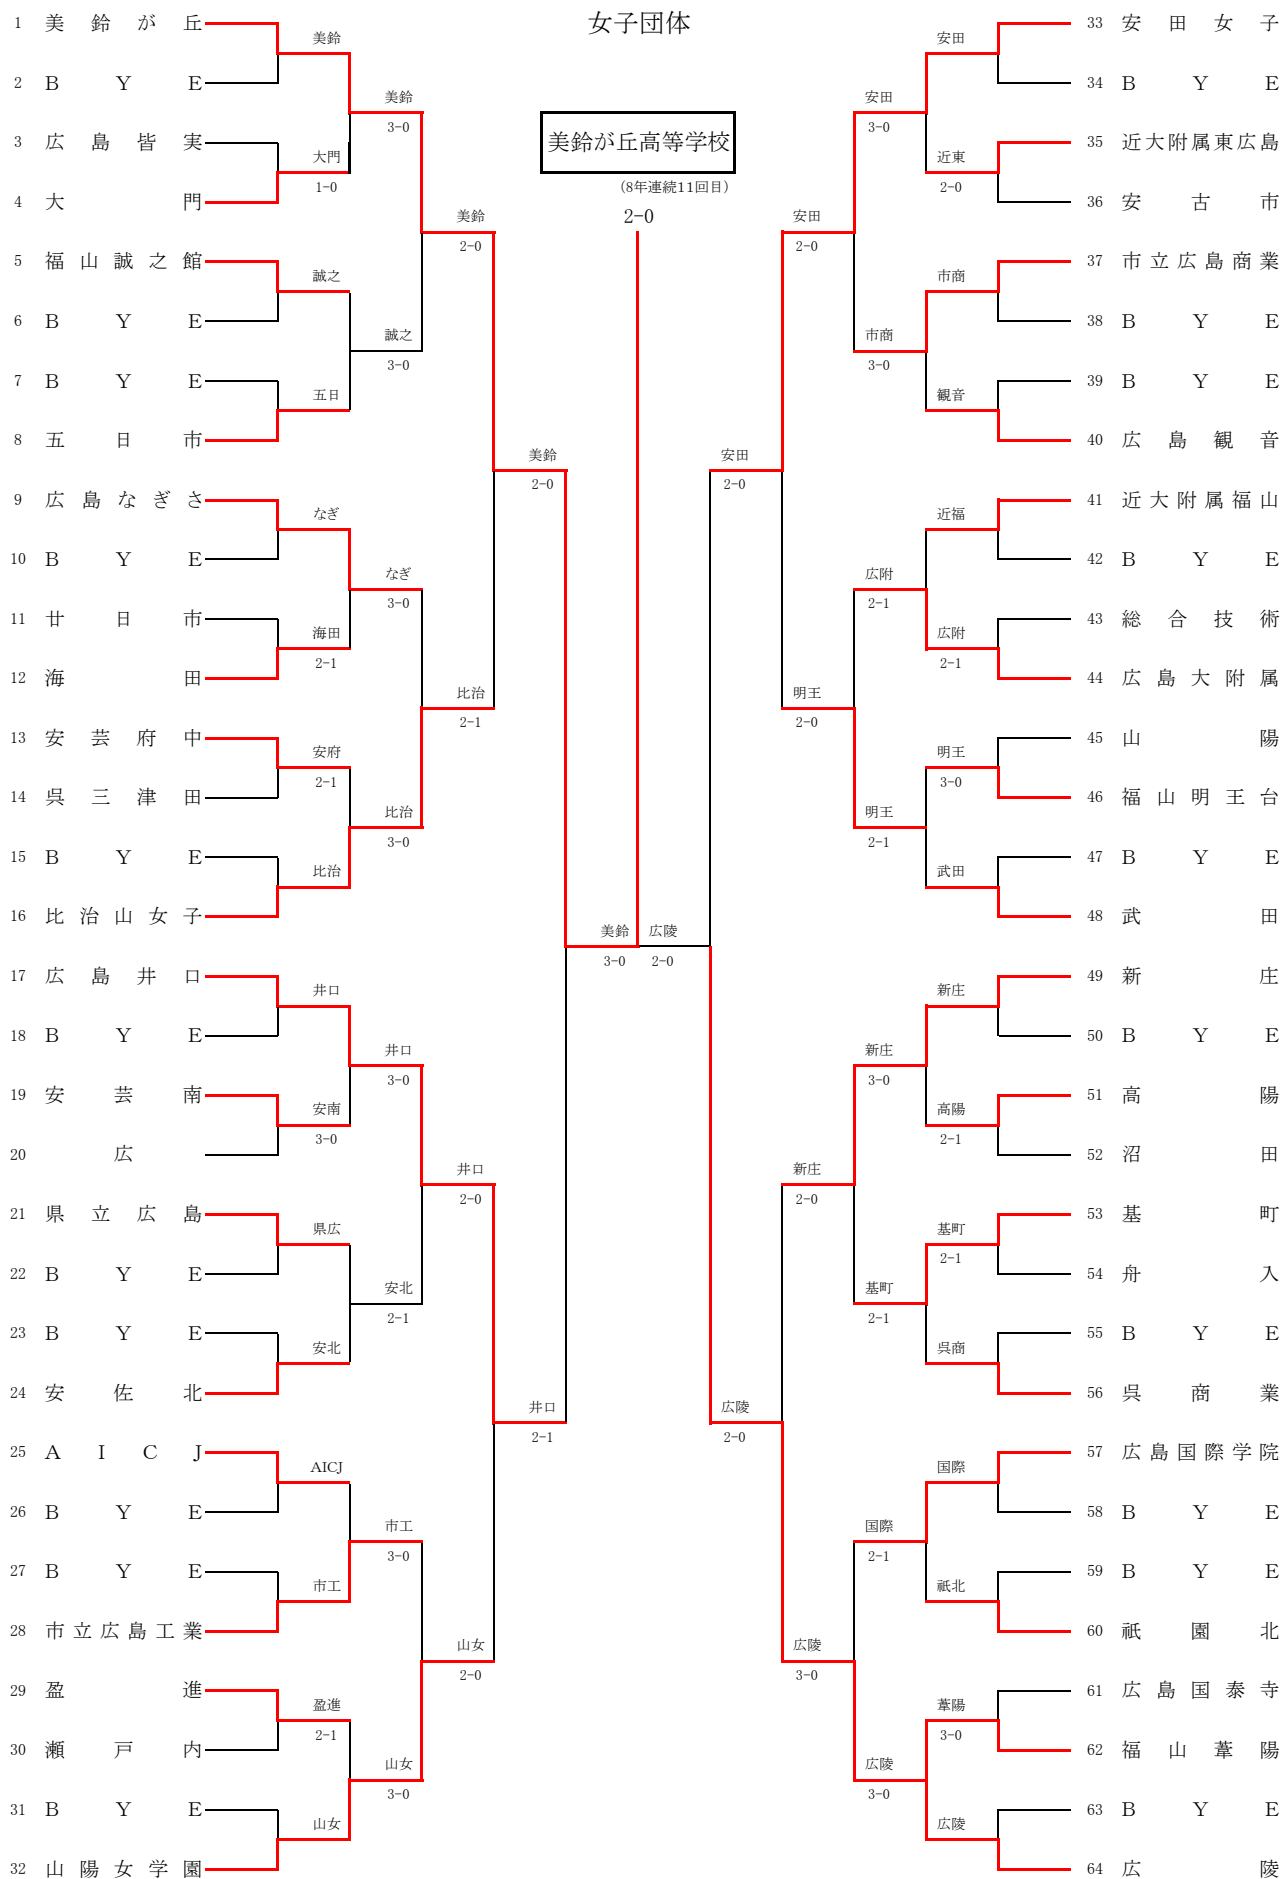 女子団体
美鈴が丘高等学校
(8年連続11回目)
2-0
1 美鈴が丘
2 BYE
3 広島皆実
4 大門
5 福山誠之館
6 BYE
7 BYE
8 五日市
9 広島なぎさ
10 BYE
11 廿日市
12 海田
13 安芸府中
14 呉三津田
15 BYE
16 比治山女子
17 広島井口
18 BYE
19 安芸南
20 広
21 県立広島
22 BYE
23 BYE
24 安佐北
25 AICJ
26 BYE
27 BYE
28 市立広島工業
29 盈進
30 瀬戸内
31 BYE
32 山陽女学園
美鈴
大門
1-0
誠之
五日
なぎ
海田
2-1
安府
2-1
比治
井口
安南
3-0
県広
安北
AICJ
市工
盈進
2-1
山女
美鈴
3-0
誠之
3-0
なぎ
3-0
比治
3-0
井口
3-0
安北
2-1
市工
3-0
山女
3-0
美鈴
2-0
比治
2-1
井口
2-0
山女
2-0
美鈴
2-0
井口
2-1
美鈴
3-0
広陵
2-0
安田
2-0
広陵
2-0
安田
2-0
明王
2-0
新庄
2-0
広陵
3-0
安田
3-0
市商
3-0
広附
2-1
明王
2-1
新庄
3-0
基町
2-1
国際
2-1
広陵
3-0
安田
近東
2-0
市商
観音
近福
広附
2-1
明王
3-0
武田
新庄
高陽
2-1
基町
2-1
呉商
国際
祇北
葦陽
3-0
広陵
33 安田女子
34 BYE
35 近大附属東広島
36 安古市
37 市立広島商業
38 BYE
39 BYE
40 広島観音
41 近大附属福山
42 BYE
43 総合技術
44 広島大附属
45 山陽
46 福山明王台
47 BYE
48 武田
49 新庄
50 BYE
51 高陽
52 沼田
53 基町
54 舟入
55 BYE
56 呉商業
57 広島国際学院
58 BYE
59 BYE
60 祇園北
61 広島国泰寺
62 福山葦陽
63 BYE
64 広陵